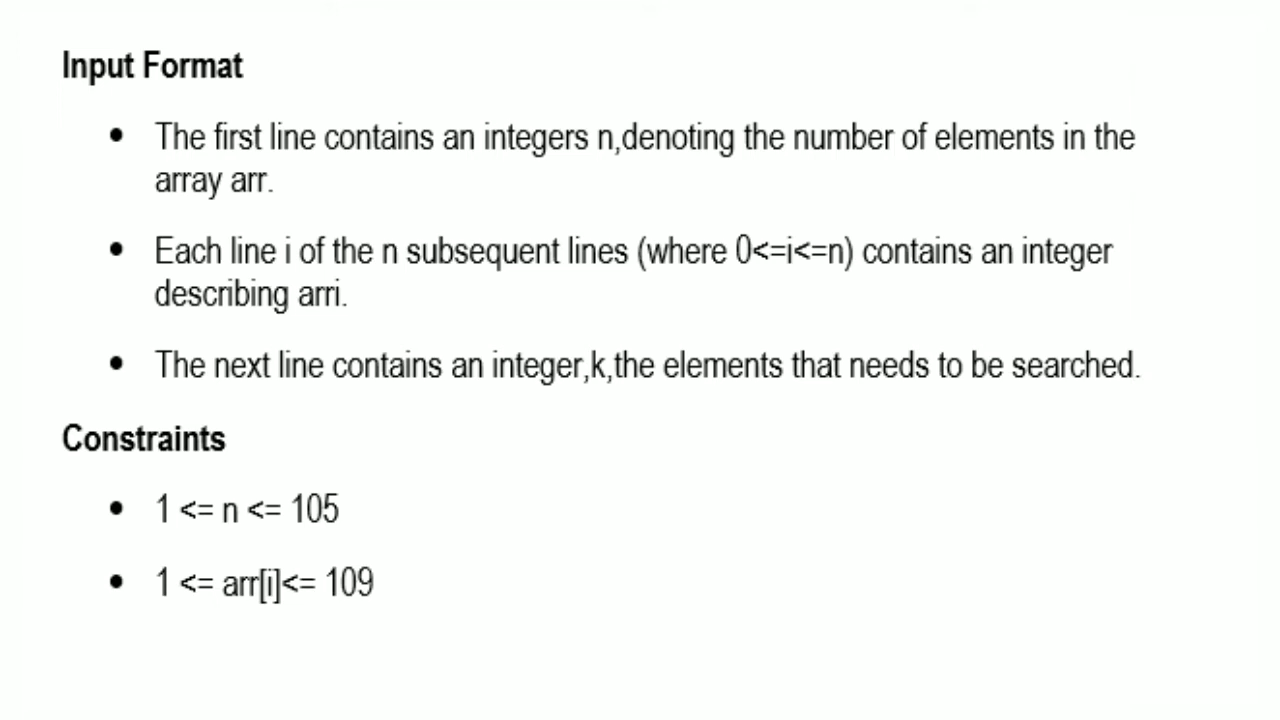 Input Format
• The first line contains an integers n,denoting the number of elements in the
array arr.
• Each line i of the n subsequent lines (where 0<=i<=n) contains an integer
describing arri.
• The next line contains an integer,k,the elements that needs to be searched.
Constraints
• 1 <= n <= 105
• 1 <= arr[i]<= 109